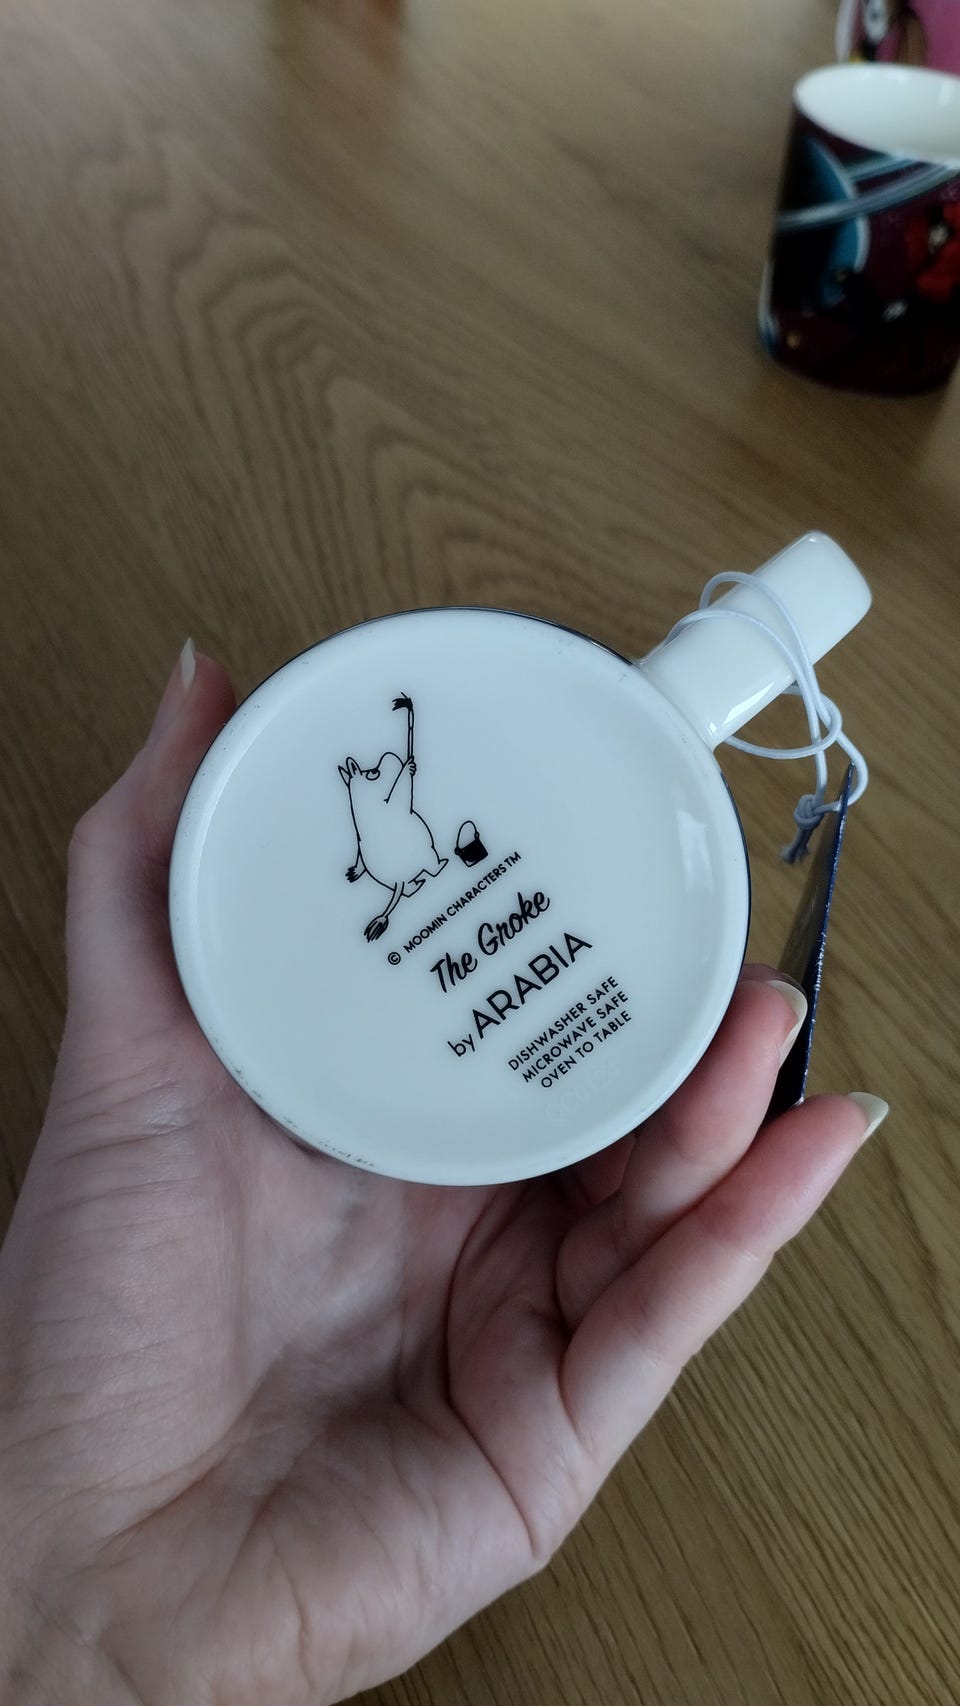 © MOOMIN CHARACTERS™
The Groke
by ARABIA
DISHWASHER SAFE
MICROWAVE SAFE
OVEN TO TABLE